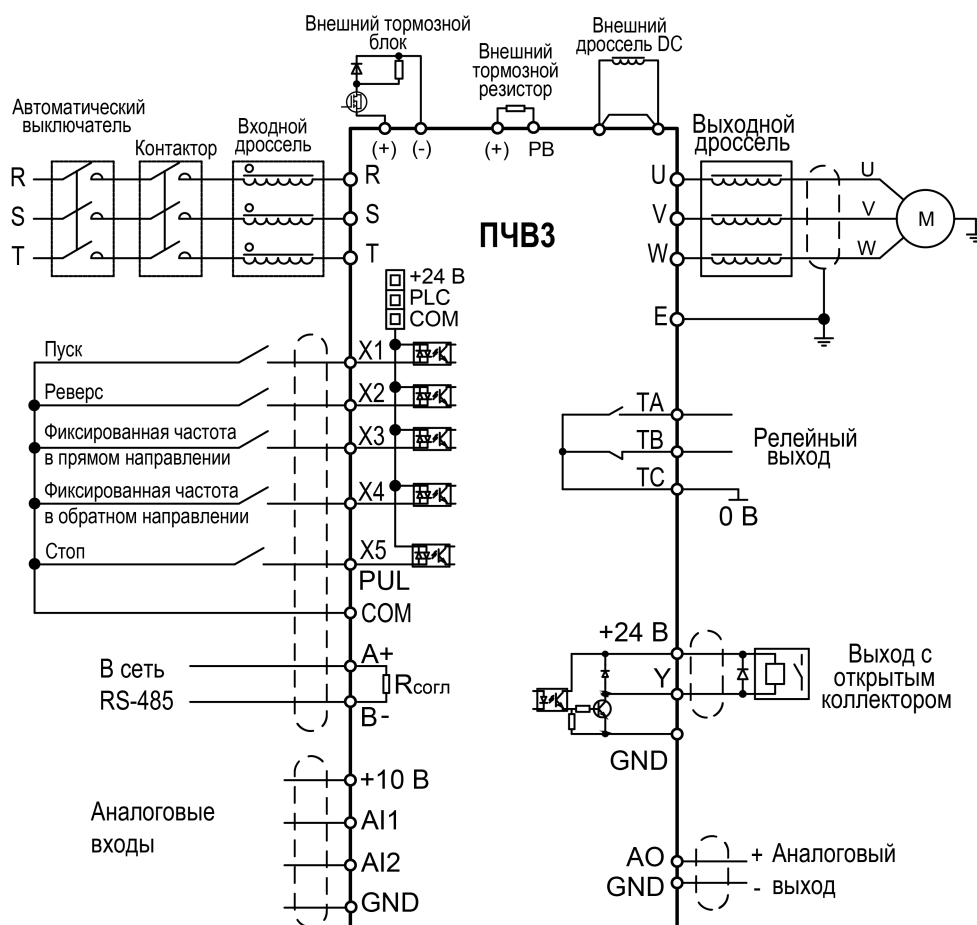 Внешний тормозной
блок
Внешний
тормозной
резистор
Внешний
дроссель DC
Автоматический
выключатель
Контактор
Входной
дроссель
Выходной
дроссель
(+) (-) (+) PB
R R U U
S S V V M
T T W W
ПЧВ3
+24 В
PLC
COM
E
Пуск X1
Реверс X2
Фиксированная частота
в прямом направлении
X3
Фиксированная частота
в обратном направлении
X4
Стоп X5
PUL
COM
TA
TB
TC
Релейный
выход
0 В
В сеть
RS-485
A+
Rсогл
B-
+24 В
Y
GND
Выход с
открытым
коллектором
Аналоговые
входы
+10 В
AI1
AI2
GND
AO + Аналоговый
GND - выход